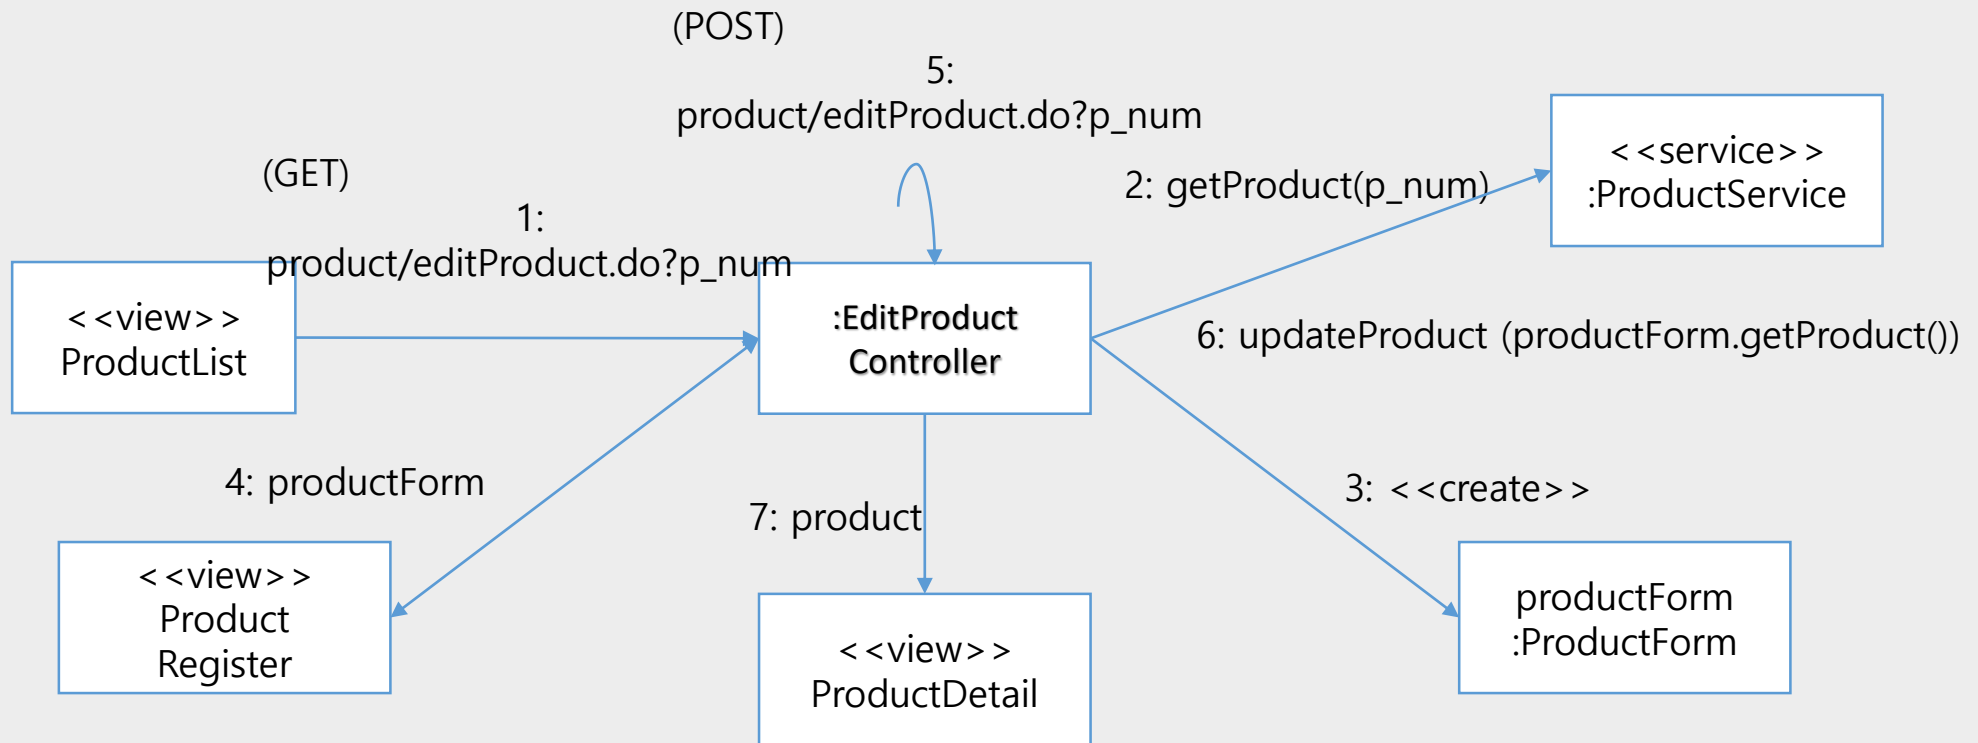 (POST)
5:
product/editProduct.do?p_num
(GET)
1:
product/editProduct.do?p_num
2: getProduct(p_num)
<<service>>
:ProductService
<<view>>
ProductList
:EditProduct
Controller
6: updateProduct (productForm.getProduct())
4: productForm
7: product
3: <<create>>
<<view>>
Product
Register
<<view>>
ProductDetail
productForm
:ProductForm